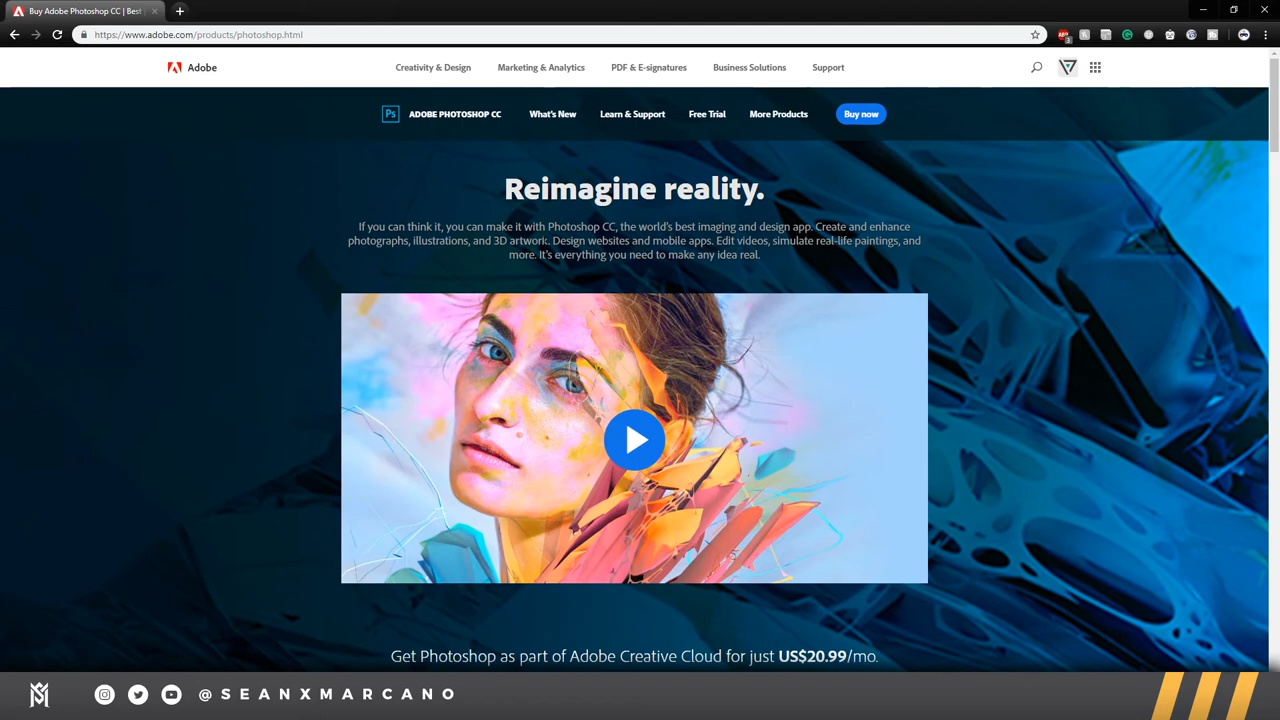 Buy Adobe Photoshop CC | Best
https://www.adobe.com/products/photoshop.html
Adobe Creativity & Design Marketing & Analytics PDF & E-signatures Business Solutions Support
Ps ADOBE PHOTOSHOP CC What's New Learn & Support Free Trial More Products Buy now
Reimagine reality.
If you can think it, you can make it with Photoshop CC, the world's best imaging and design app. Create and enhance
photographs, illustrations, and 3D artwork. Design websites and mobile apps. Edit videos, simulate real-life paintings, and
more. It's everything you need to make any idea real.
Get Photoshop as part of Adobe Creative Cloud for just US$20.99/mo.
@SEANXMARCANO